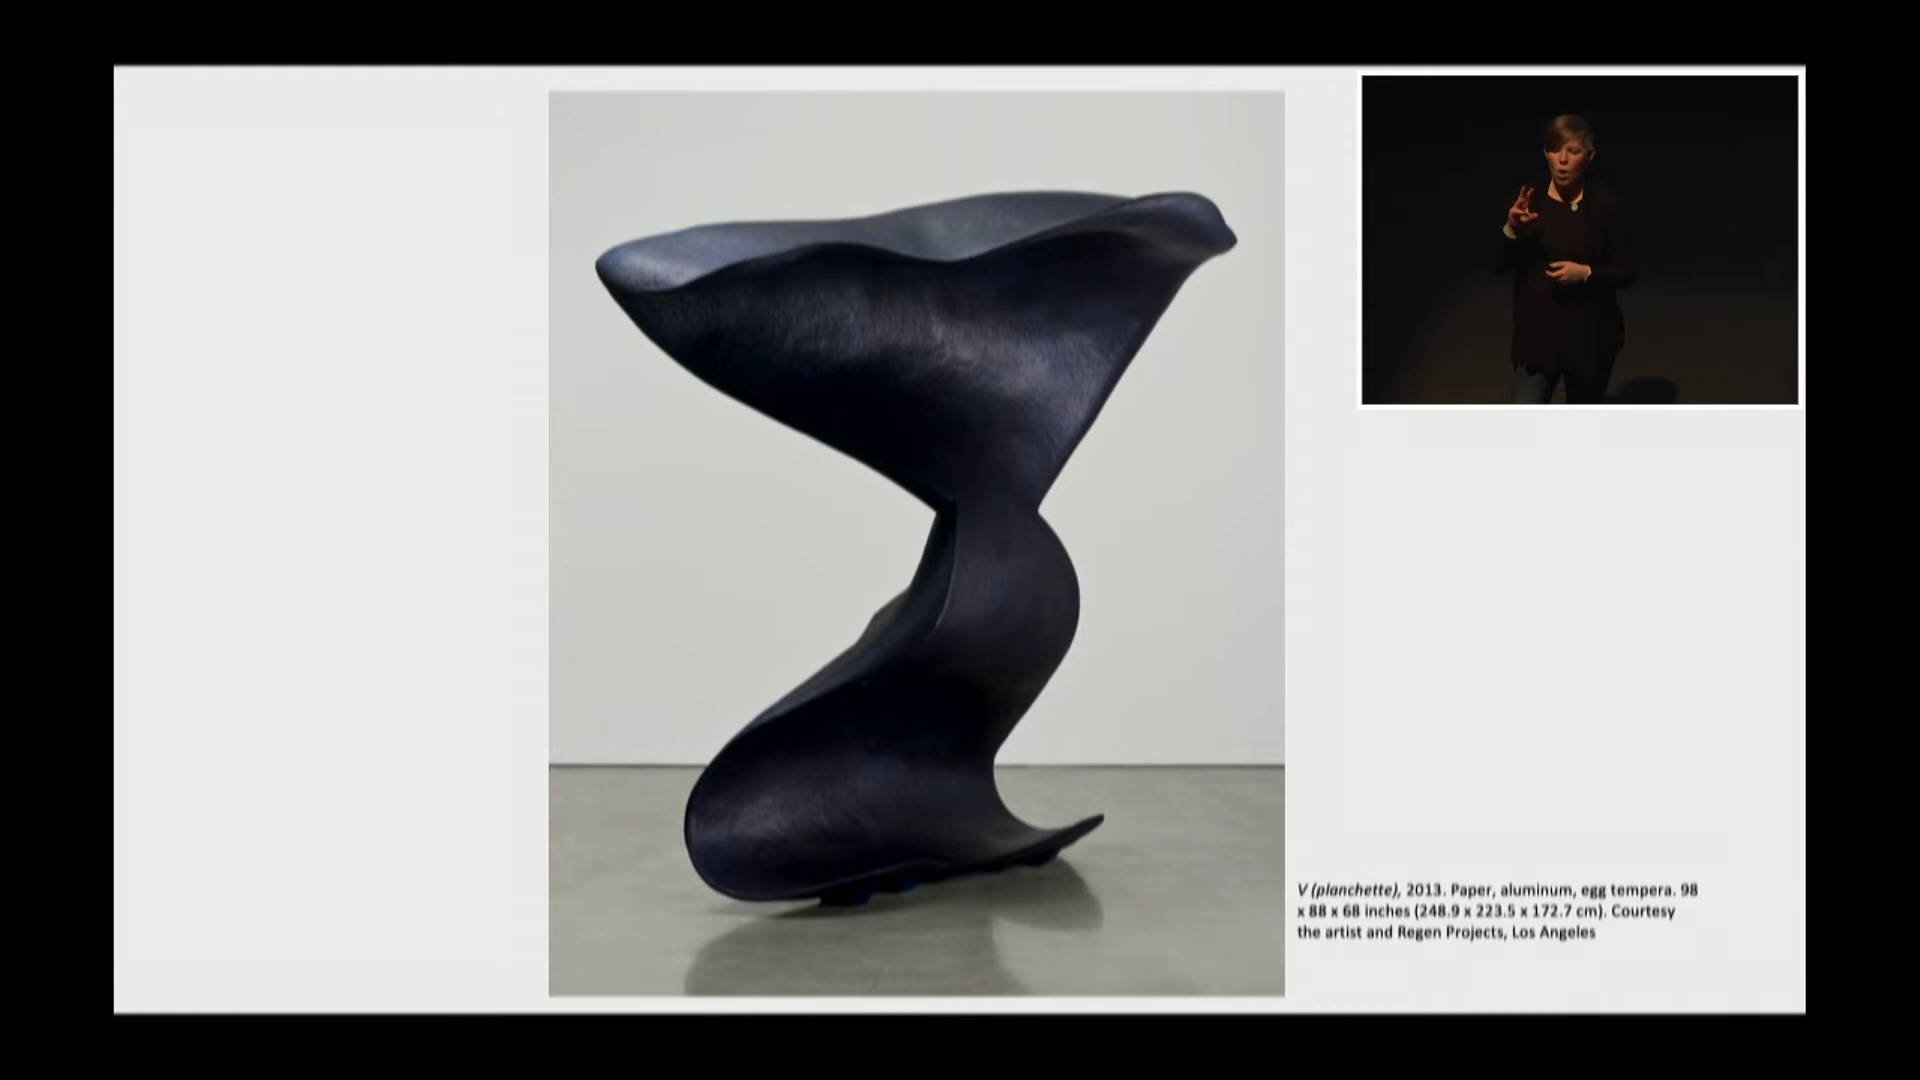 V (planchette), 2013. Paper, aluminum, egg tempera. 98
x 88 x 68 inches (248.9 x 223.5 x 172.7 cm). Courtesy
the artist and Regen Projects, Los Angeles